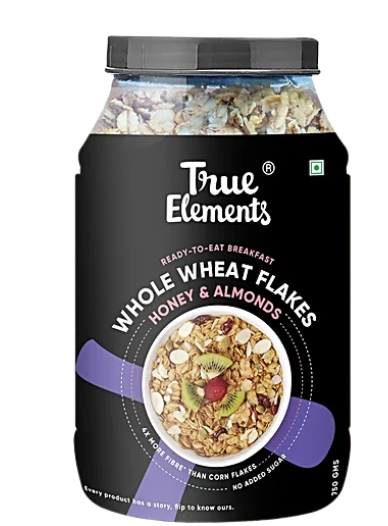 True ®
Elements
READY-TO-EAT BREAKFAST
WHOLE WHEAT FLAKES
HONEY & ALMONDS
4X MORE FIBRE* THAN CORN FLAKES
NO ADDED SUGAR
Every product has a story, flip to know ours.
750 GMS